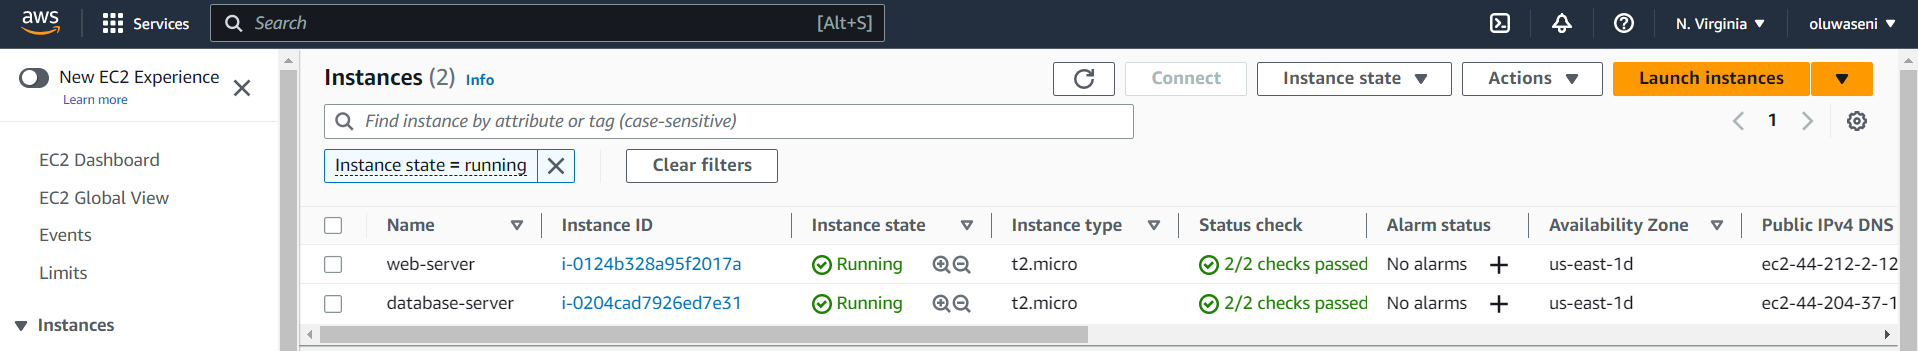 aws
Services
Search
[Alt+S]
N. Virginia
oluwaseni
New EC2 Experience
Learn more
EC2 Dashboard
EC2 Global View
Events
Limits
Instances
Instances (2) Info
Connect
Instance state
Actions
Launch instances
Find instance by attribute or tag (case-sensitive)
1
Instance state = running
Clear filters
Name Instance ID Instance state Instance type Status check Alarm status Availability Zone Public IPv4 DNS
web-server i-0124b328a95f2017a Running t2.micro 2/2 checks passed No alarms + us-east-1d ec2-44-212-2-12
database-server i-0204cad7926ed7e31 Running t2.micro 2/2 checks passed No alarms + us-east-1d ec2-44-204-37-1